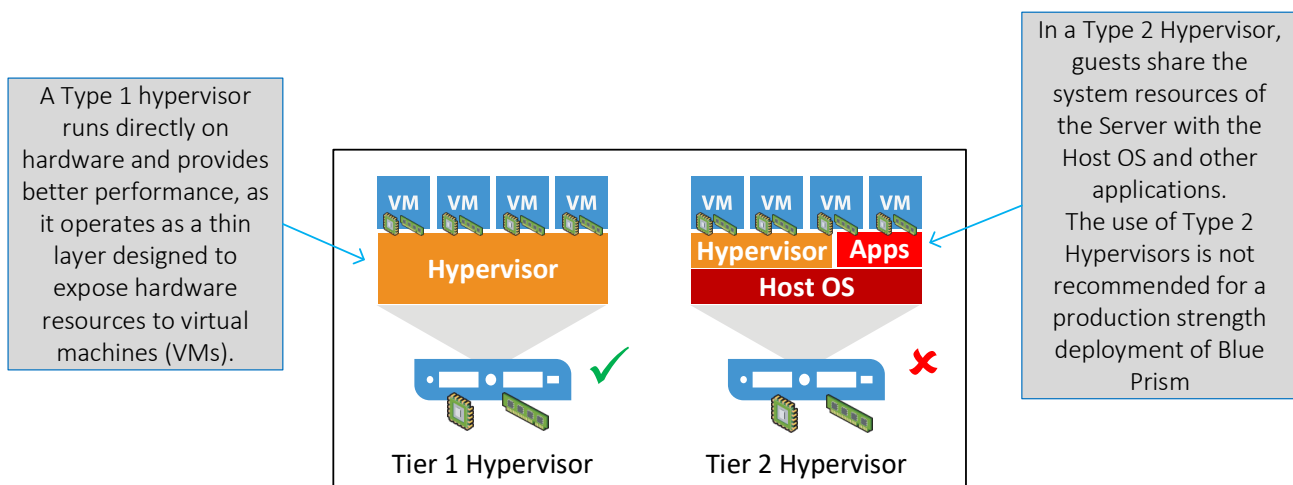 A Type 1 hypervisor
runs directly on
hardware and provides
better performance, as
it operates as a thin
layer designed to
expose hardware
resources to virtual
machines (VMs).
VM VM VM VM
Hypervisor
Tier 1 Hypervisor
VM VM VM VM
Hypervisor Apps
Host OS
Tier 2 Hypervisor
In a Type 2 Hypervisor,
guests share the
system resources of
the Server with the
Host OS and other
applications.
The use of Type 2
Hypervisors is not
recommended for a
production strength
deployment of Blue
Prism